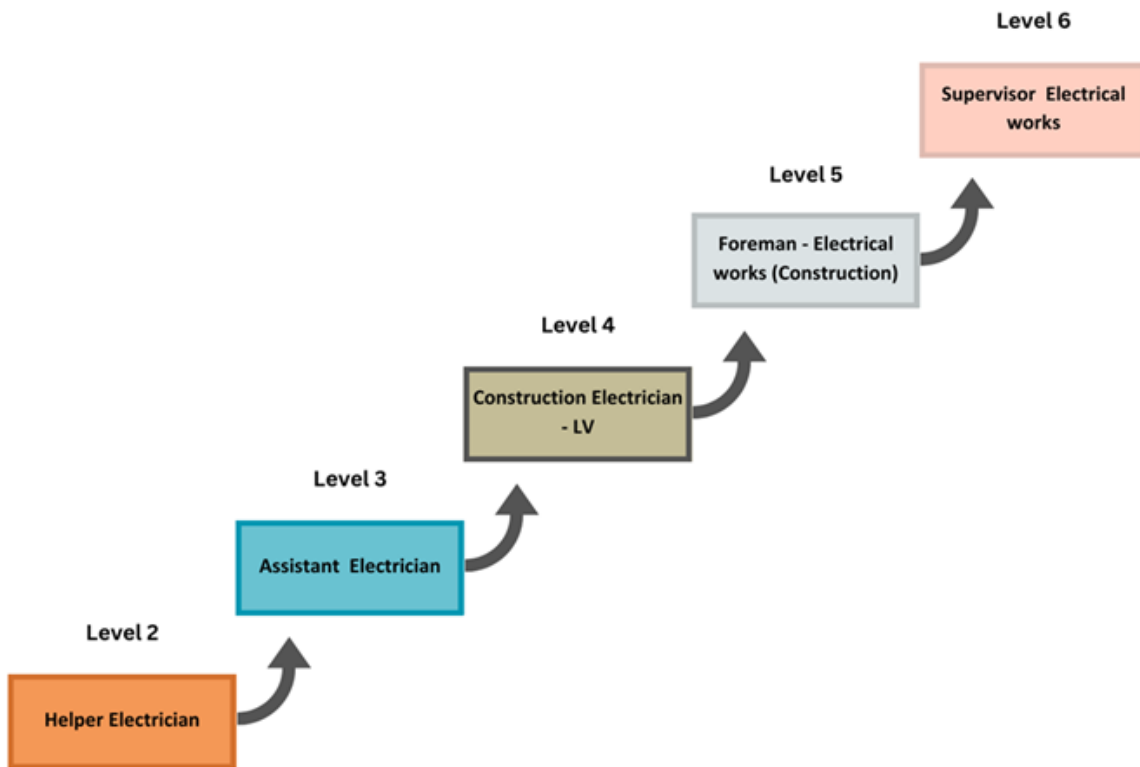 Level 6
Supervisor Electrical
works
Level 5
Foreman - Electrical
works (Construction)
Level 4
Construction Electrician
- LV
Level 3
Assistant Electrician
Level 2
Helper Electrician